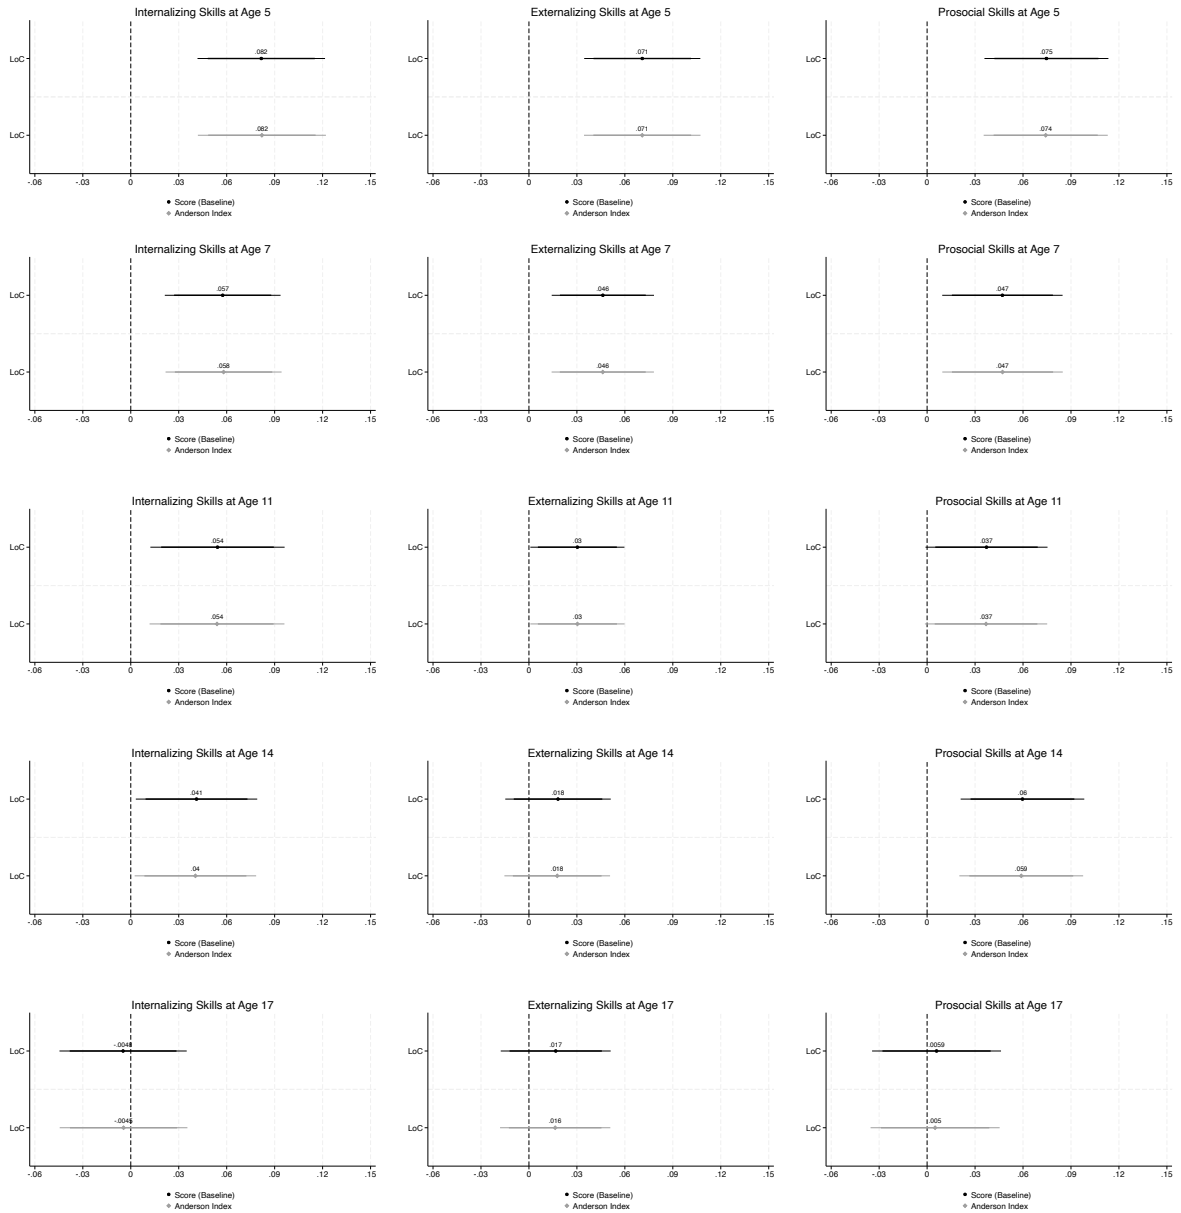 Internalizing Skills at Age 5
LoC
.082
LoC
.082
-.06 -.03 0 .03 .06 .09 .12 .15
Score (Baseline)
Anderson Index
Externalizing Skills at Age 5
LoC
.071
LoC
.071
-.06 -.03 0 .03 .06 .09 .12 .15
Score (Baseline)
Anderson Index
Prosocial Skills at Age 5
LoC
.075
LoC
.074
-.06 -.03 0 .03 .06 .09 .12 .15
Score (Baseline)
Anderson Index
Internalizing Skills at Age 7
LoC
.057
LoC
.058
-.06 -.03 0 .03 .06 .09 .12 .15
Score (Baseline)
Anderson Index
Externalizing Skills at Age 7
LoC
.046
LoC
.046
-.06 -.03 0 .03 .06 .09 .12 .15
Score (Baseline)
Anderson Index
Prosocial Skills at Age 7
LoC
.047
LoC
.047
-.06 -.03 0 .03 .06 .09 .12 .15
Score (Baseline)
Anderson Index
Internalizing Skills at Age 11
LoC
.054
LoC
.054
-.06 -.03 0 .03 .06 .09 .12 .15
Score (Baseline)
Anderson Index
Externalizing Skills at Age 11
LoC
.03
LoC
.03
-.06 -.03 0 .03 .06 .09 .12 .15
Score (Baseline)
Anderson Index
Prosocial Skills at Age 11
LoC
.037
LoC
.037
-.06 -.03 0 .03 .06 .09 .12 .15
Score (Baseline)
Anderson Index
Internalizing Skills at Age 14
LoC
.041
LoC
.04
-.06 -.03 0 .03 .06 .09 .12 .15
Score (Baseline)
Anderson Index
Externalizing Skills at Age 14
LoC
.018
LoC
.018
-.06 -.03 0 .03 .06 .09 .12 .15
Score (Baseline)
Anderson Index
Prosocial Skills at Age 14
LoC
.06
LoC
.059
-.06 -.03 0 .03 .06 .09 .12 .15
Score (Baseline)
Anderson Index
Internalizing Skills at Age 17
LoC
LoC
-.06 -.03 0 .03 .06 .09 .12 .15
Score (Baseline)
Anderson Index
Externalizing Skills at Age 17
LoC
.017
LoC
.016
-.06 -.03 0 .03 .06 .09 .12 .15
Score (Baseline)
Anderson Index
Prosocial Skills at Age 17
LoC
.0059
LoC
.005
-.06 -.03 0 .03 .06 .09 .12 .15
Score (Baseline)
Anderson Index